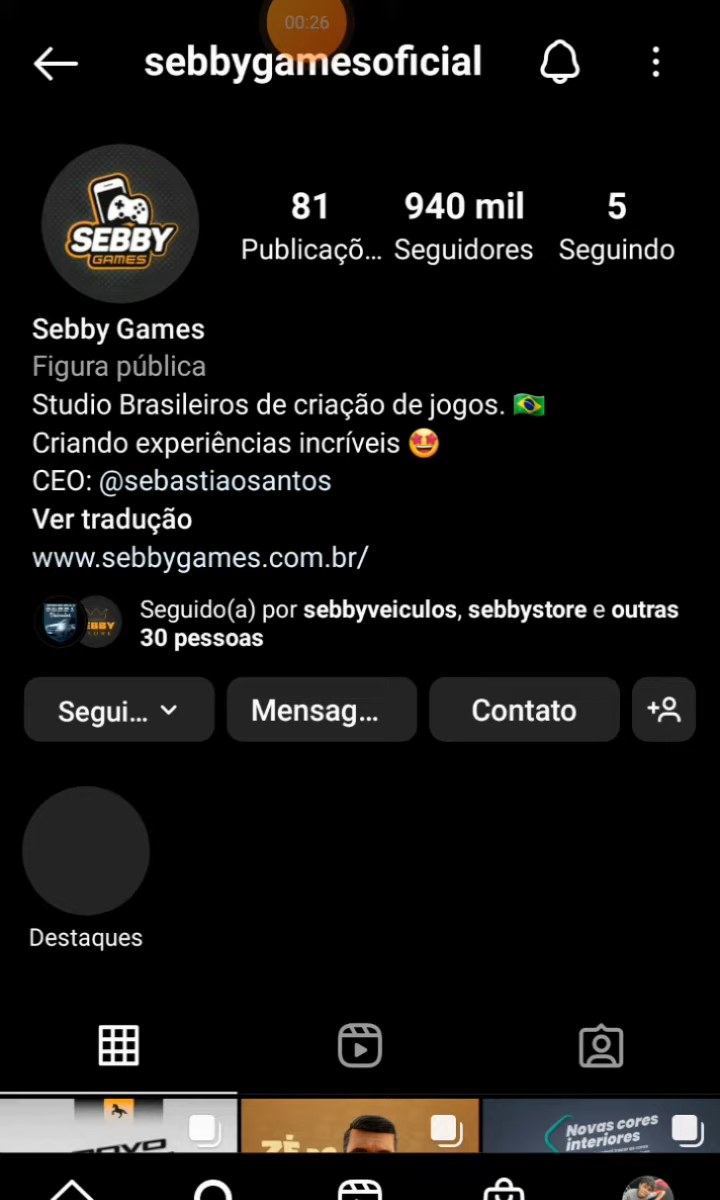 00:26
sebbygamesoficial
SEBBY
GAMES
81
940 mil
5
Publicaçõ...
Seguidores
Seguindo
Sebby Games
Figura pública
Studio Brasileiros de criação de jogos.
Criando experiências incríveis
CEO: @sebastiaosantos
Ver tradução
www.sebbygames.com.br/
Seguido(a) por sebbyveiculos, sebbystore e outras
30 pessoas
Segui...
Mensag...
Contato
Destaques
Novas cores
interiores